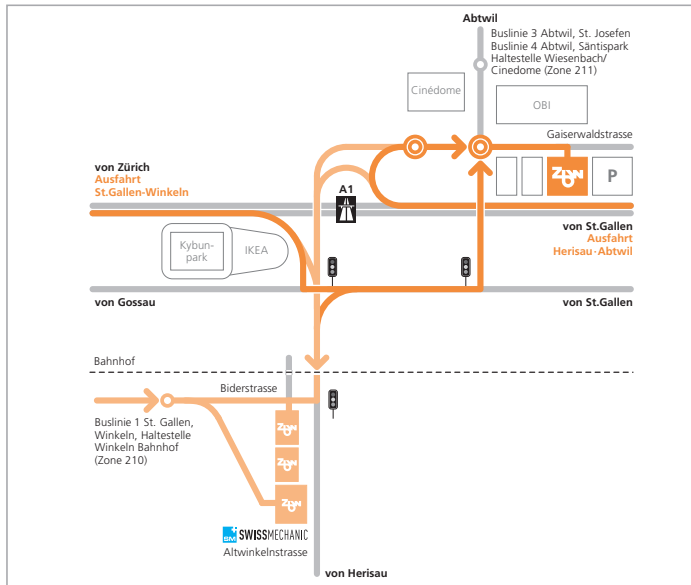 Abtwil
Buslinie 3 Abtwil, St. Josefen
Buslinie 4 Abtwil, Säntispark
Haltestelle Wiesenbach/
Cinedome (Zone 211)
Cinédome
OBI
Gaiserwaldstrasse
von Zürich
Ausfahrt
St.Gallen-Winkeln
A1
P
von St.Gallen
Ausfahrt
Herisau-Abtwil
Kybun-
park
IKEA
von Gossau
von St.Gallen
Bahnhof
Biderstrasse
Buslinie 1 St. Gallen,
Winkeln, Haltestelle
Winkeln Bahnhof
(Zone 210)
SM SWISSMECHANIC
Altwinkelnstrasse
von Herisau